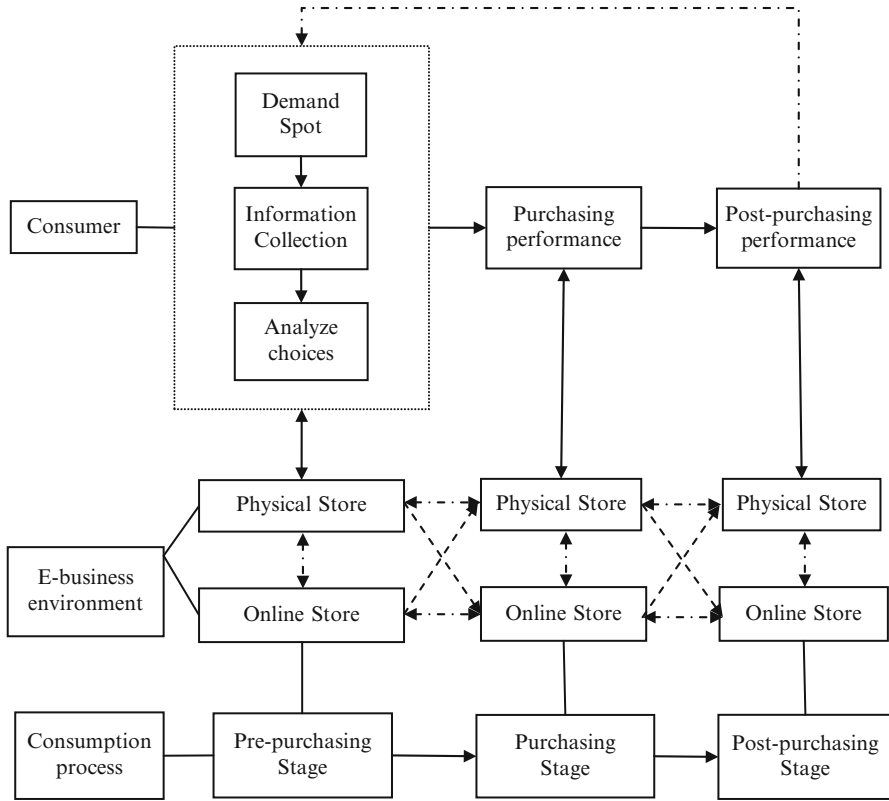 Demand
Spot
Consumer
Information
Collection
Purchasing
performance
Post-purchasing
performance
Analyze
choices
Physical Store
Physical Store
Physical Store
E-business
environment
Online Store
Online Store
Online Store
Consumption
process
Pre-purchasing
Stage
Purchasing
Stage
Post-purchasing
Stage